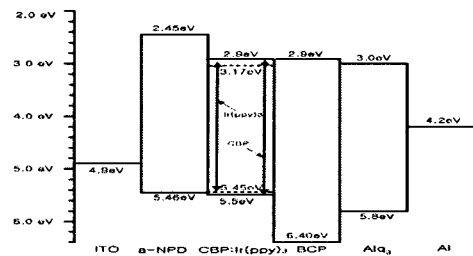 2.0 eV
2.45eV
2.9eV
2.9eV
3.0eV
3.0 eV
3.17eV
Ir(ppy)3
4.0 eV
4.2eV
CBP
4.9eV
5.0 eV
5.46eV
5.45eV
5.5eV
5.8eV
6.0 eV
6.40eV
ITO a-NPD CBP:Ir(ppy)3 BCP Alq3 Al